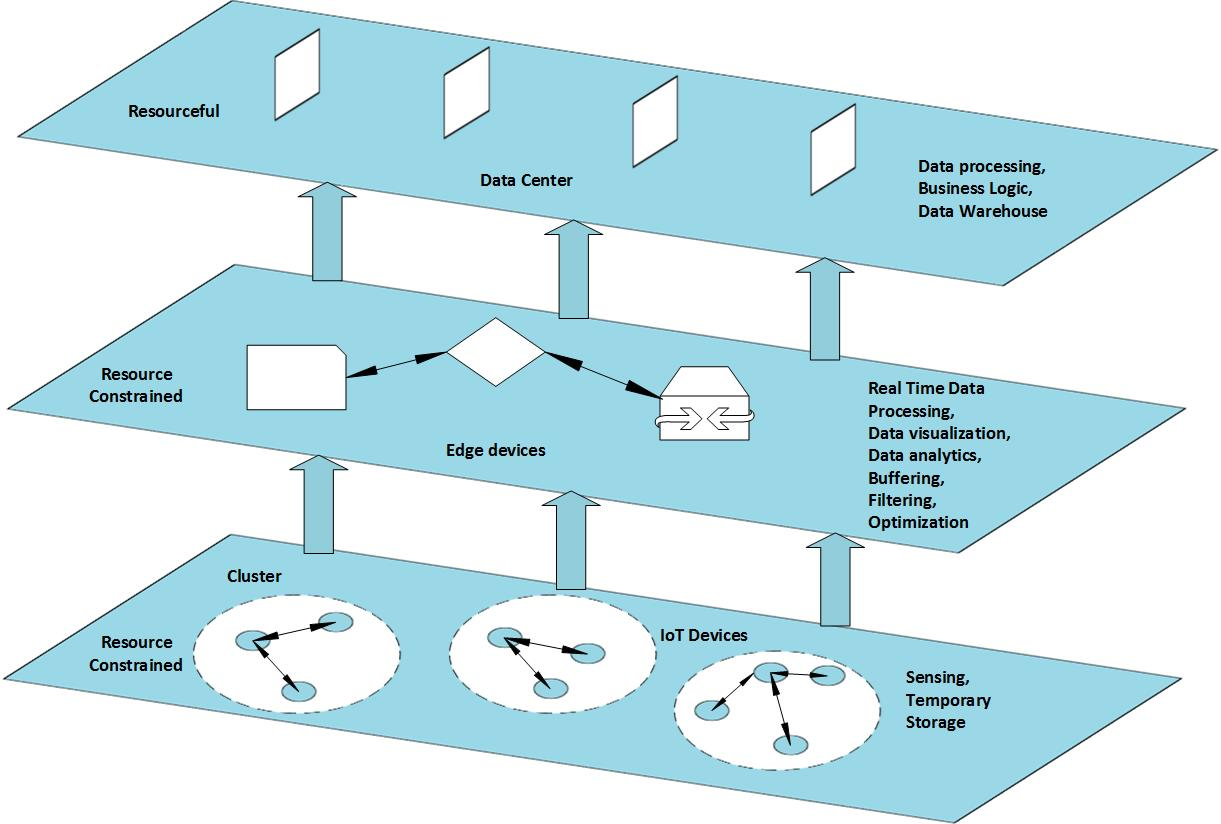 Resourceful
Data Center
Data processing,
Business Logic,
Data Warehouse
Resource
Constrained
Edge devices
Real Time Data
Processing,
Data visualization,
Data analytics,
Buffering,
Filtering,
Optimization
Cluster
Resource
Constrained
IoT Devices
Sensing,
Temporary
Storage